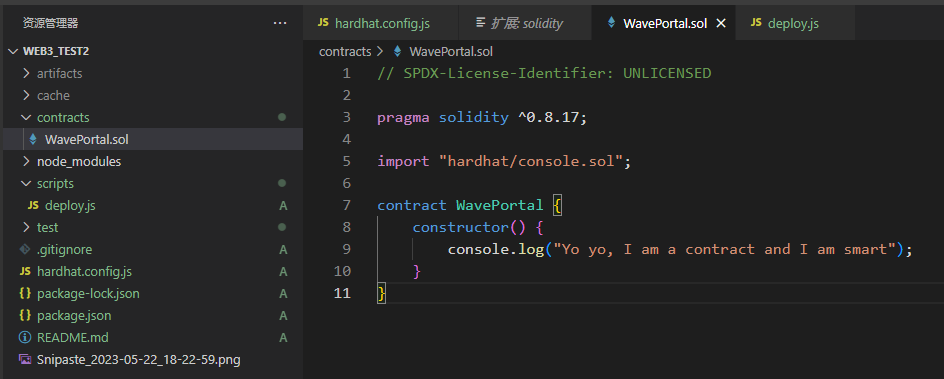 资源管理器
WEB3_TEST2
artifacts
cache
contracts
WavePortal.sol
node_modules
scripts
JS deploy.js A
test
.gitignore A
JS hardhat.config.js A
{} package-lock.json A
{} package.json A
README.md A
Snipaste_2023-05-22_18-22-59.png
JS hardhat.config.js 扩展: solidity WavePortal.sol JS deploy.js
contracts > WavePortal.sol
1 // SPDX-License-Identifier: UNLICENSED
2
3 pragma solidity ^0.8.17;
4
5 import "hardhat/console.sol";
6
7 contract WavePortal {
8 constructor() {
9 console.log("Yo yo, I am a contract and I am smart");
10 }
11 }